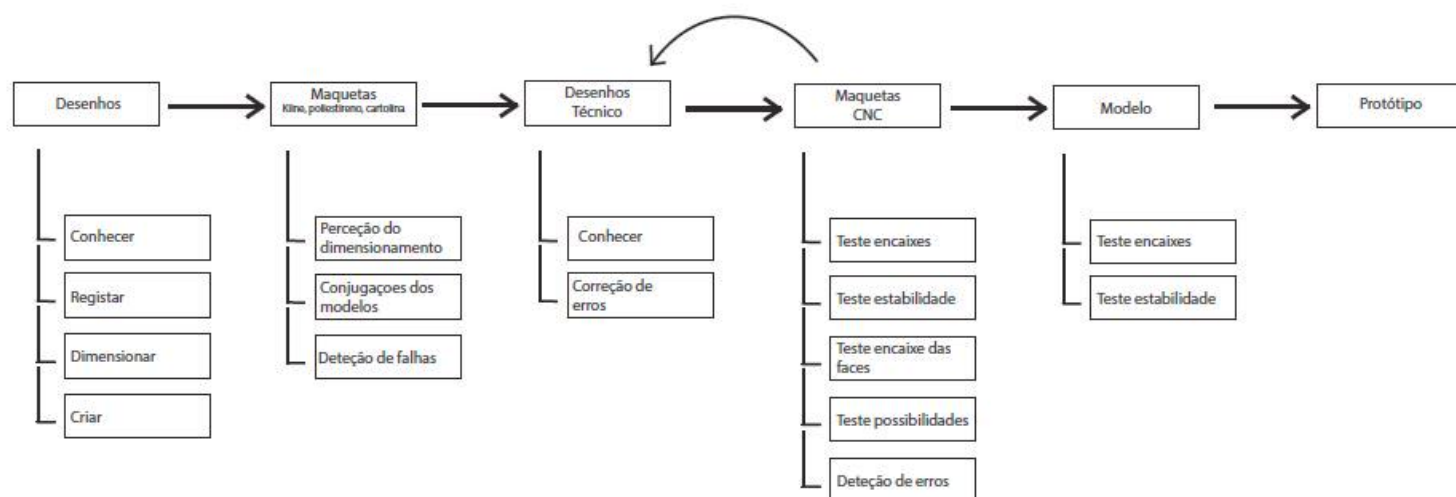 Desenhos
Maquetas
Kline, poliestireno, cartolina
Desenhos
Técnico
Maquetas
CNC
Modelo
Protótipo
Conhecer
Registar
Dimensionar
Criar
Perceção do
dimensionamento
Conjugaçoes dos
modelos
Deteção de falhas
Conhecer
Correção de
erros
Teste encaixes
Teste estabilidade
Teste encaixe das
faces
Teste possibilidades
Deteção de erros
Teste encaixes
Teste estabilidade